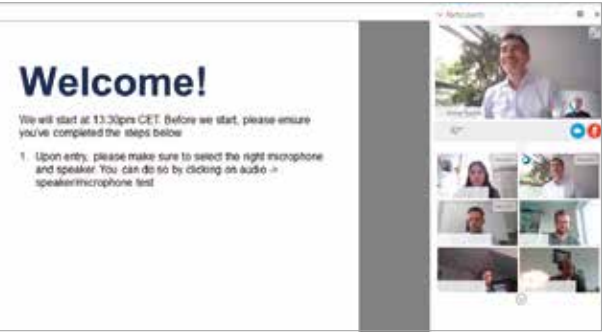 Participants
Welcome!
We will start at 13:30pm CET. Before we start, please ensure
you've completed the steps below
1. Upon entry, please make sure to select the right microphone
and speaker. You can do so by clicking on audio ->
speaker/microphone test